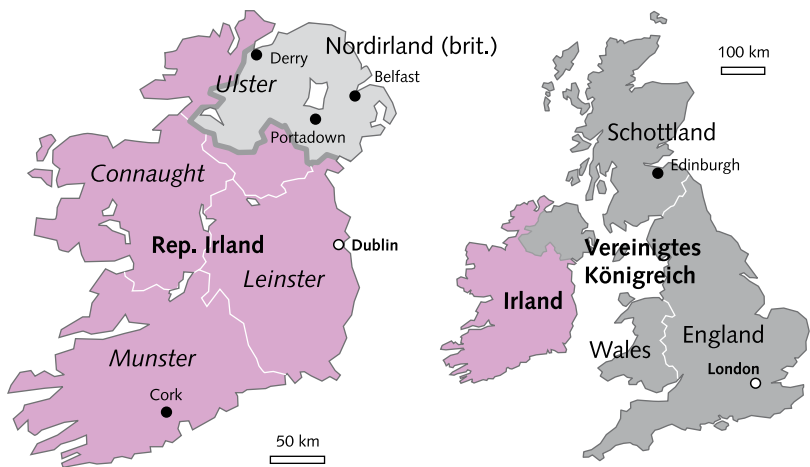 Nordirland (brit.)
Derry
Ulster
Belfast
Portadown
Connaught
Rep. Irland
Dublin
Leinster
Munster
Cork
50 km
100 km
Schottland
Edinburgh
Vereinigtes
Königreich
Irland
Wales
England
London